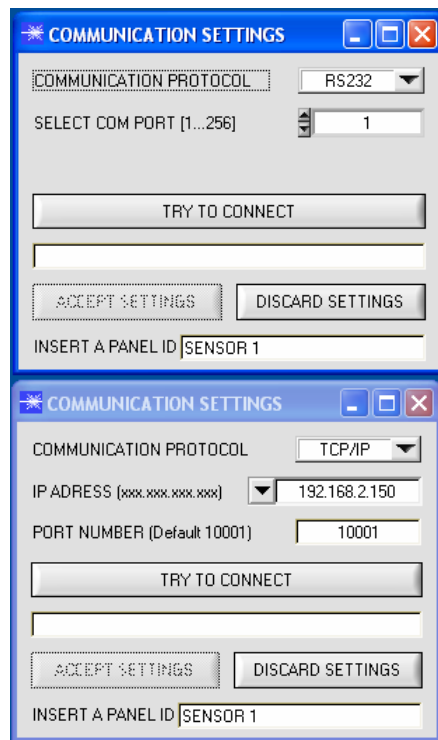 COMMUNICATION SETTINGS
COMMUNICATION PROTOCOL RS232
SELECT COM PORT [1...256] 1
TRY TO CONNECT
ACCEPT SETTINGS DISCARD SETTINGS
INSERT A PANEL ID SENSOR 1
COMMUNICATION SETTINGS
COMMUNICATION PROTOCOL TCP/IP
IP ADRESS (xxx.xxx.xxx.xxx) 192.168.2.150
PORT NUMBER (Default 10001) 10001
TRY TO CONNECT
ACCEPT SETTINGS DISCARD SETTINGS
INSERT A PANEL ID SENSOR 1